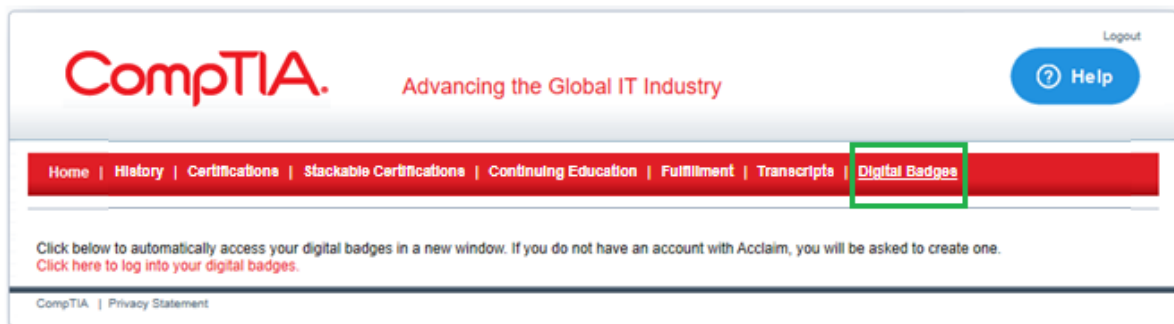 Logout
CompTIA.
Advancing the Global IT Industry
? Help
Home | History | Certifications | Stackable Certifications | Continuing Education | Fulfillment | Transcripts | Digital Badges
Click below to automatically access your digital badges in a new window. If you do not have an account with Acclaim, you will be asked to create one.
Click here to log into your digital badges.
CompTIA | Privacy Statement